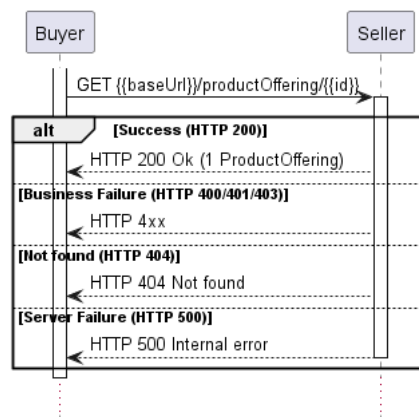 Buyer
Seller
GET {{baseUrl}}/productOffering/{{id}}
alt
[Success (HTTP 200)]
HTTP 200 Ok (1 ProductOffering)
[Business Failure (HTTP 400/401/403)]
HTTP 4xx
[Not found (HTTP 404)]
HTTP 404 Not found
[Server Failure (HTTP 500)]
HTTP 500 Internal error